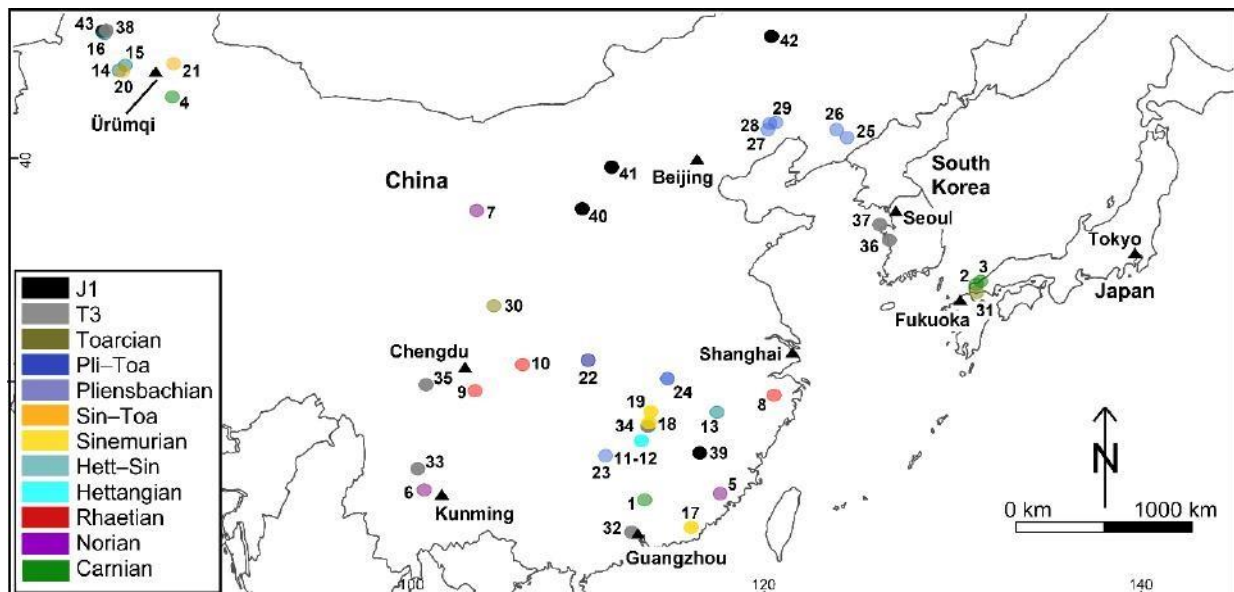 43
38
16
15
14
20
21
4
Ürümqi
42
29
28
27
26
25
40
China
41
Beijing
South
Korea
7
40
37
Seoul
36
Tokyo
3
2
31
Japan
Fukuoka
J1
T3
Toarcian
Pli–Toa
Pliensbachian
Sin–Toa
Sinemurian
Hett–Sin
Hettangian
Rhaetian
Norian
Carnian
30
Chengdu
10
35
9
22
Shanghai
24
8
19
18
34
13
11-12
23
39
33
6
Kunming
1
5
17
32
Guangzhou
N
0 km
1000 km
100
120
140